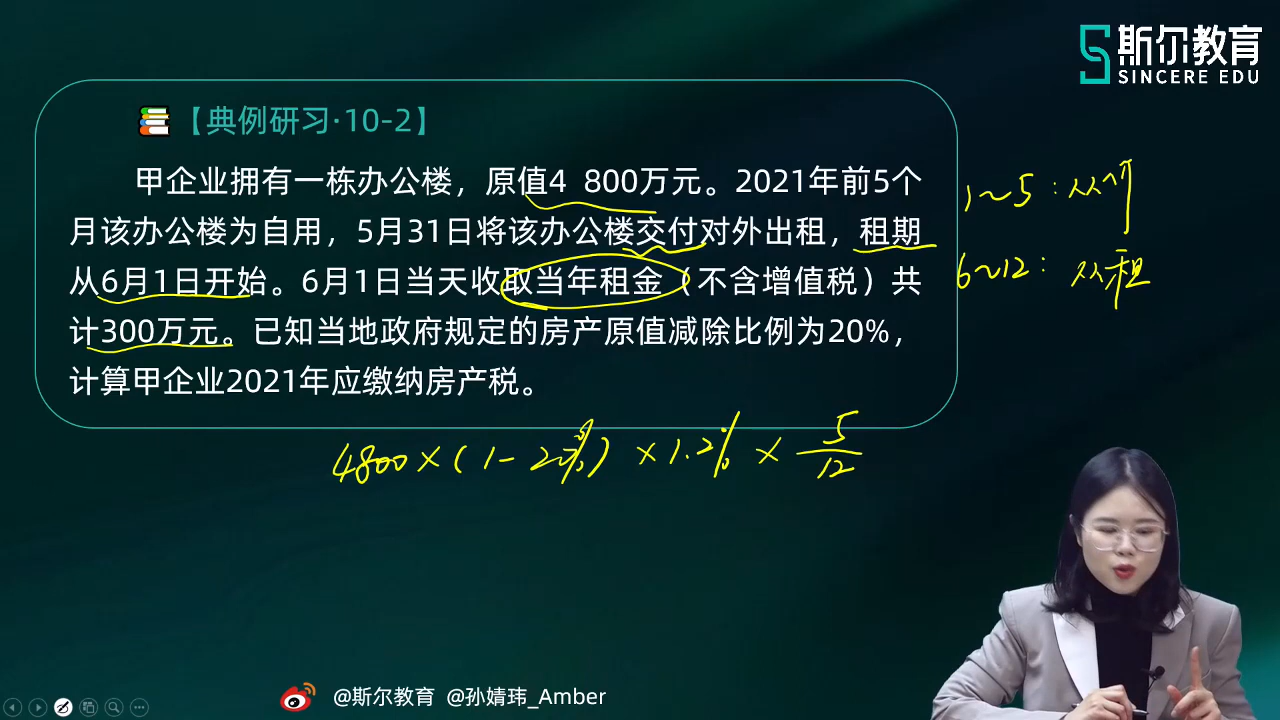 斯尔教育
SINCERE EDU
【典例研习·10-2】
甲企业拥有一栋办公楼，原值4 800万元。2021年前5个
月该办公楼为自用，5月31日将该办公楼交付对外出租，租期
从6月1日开始。6月1日当天收取当年租金（不含增值税）共
计300万元。已知当地政府规定的房产原值减除比例为20%，
计算甲企业2021年应缴纳房产税。
1~5：从价
6~12：从租
4800×(1-20%)×1.2%×5/12
@斯尔教育 @孙婧玮_Amber